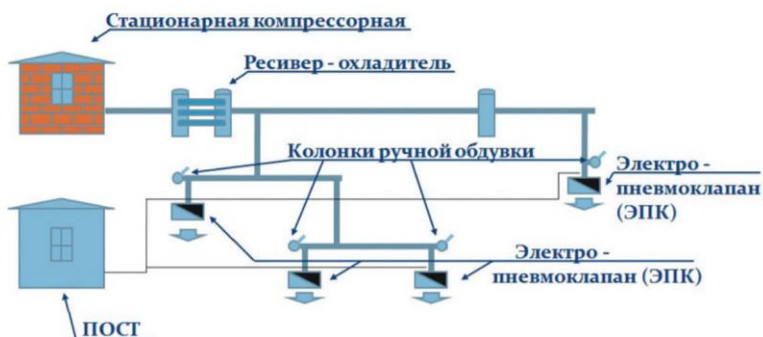 Стационарная компрессорная
Ресивер - охладитель
Колонки ручной обдувки
Электро -
пневмоклапан
(ЭПК)
Электро -
пневмоклапан (ЭПК)
ПОСТ